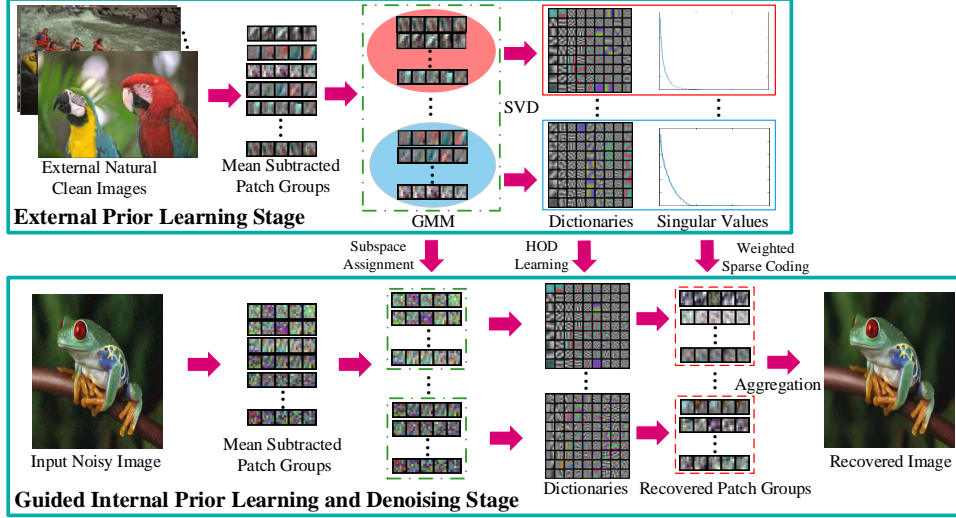 External Natural
Clean Images
Mean Subtracted
Patch Groups
GMM
SVD
Dictionaries
Singular Values
External Prior Learning Stage
Subspace
Assignment
HOD
Learning
Weighted
Sparse Coding
Input Noisy Image
Mean Subtracted
Patch Groups
Dictionaries
Recovered Patch Groups
Aggregation
Recovered Image
Guided Internal Prior Learning and Denoising Stage